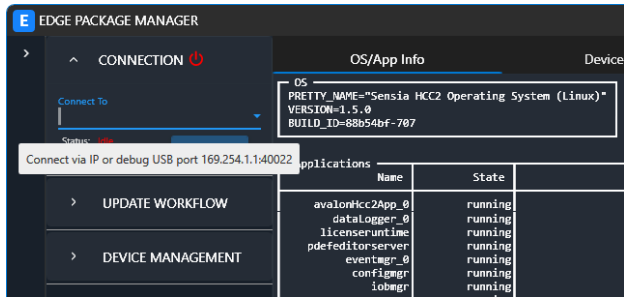 E EDGE PACKAGE MANAGER
CONNECTION
OS/App Info
Device
Connect To
Status: Idle
Connect via IP or debug USB port 169.254.1.1:40022
UPDATE WORKFLOW
DEVICE MANAGEMENT
OS
PRETTY_NAME="Sensia HCC2 Operating System (Linux)"
VERSION=1.5.0
BUILD_ID=88b54bf-707
Applications
Name State
avalonHcc2App_0 running
dataLogger_0 running
licenseruntime running
pdefeditorserver running
eventmgr_0 running
configmgr running
iobmgr running